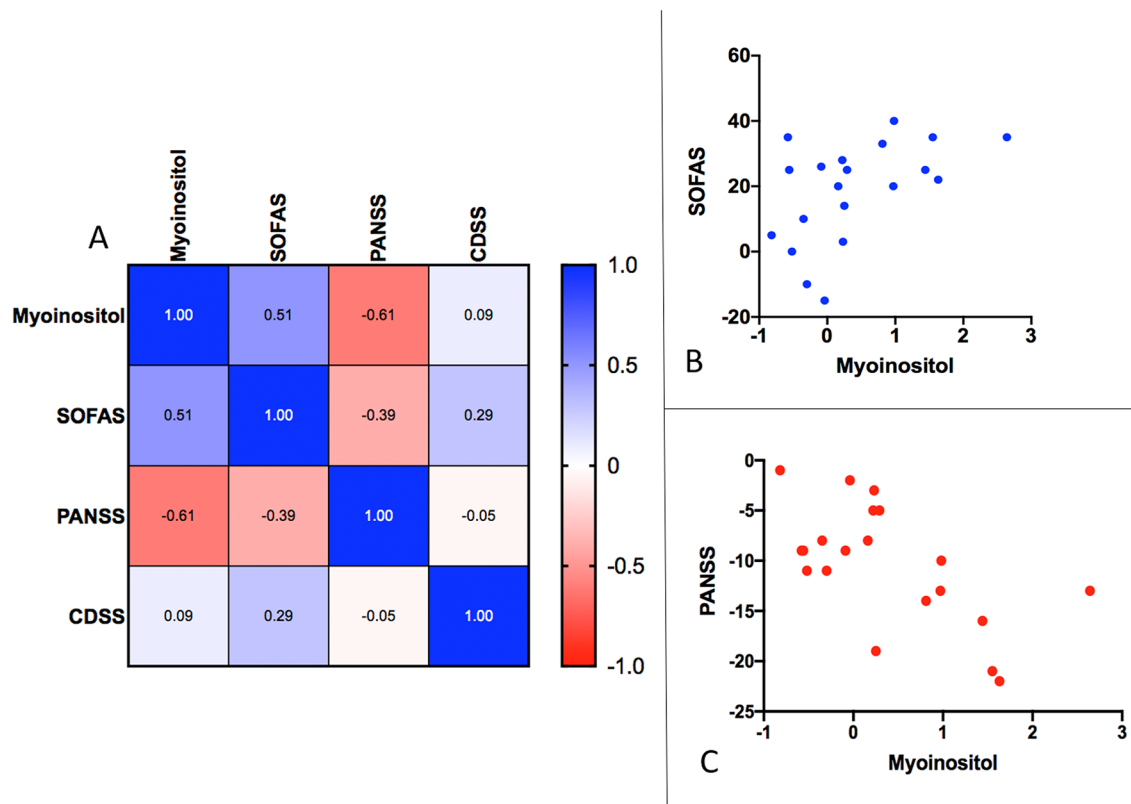 A
Myoinositol SOFAS PANSS CDSS
Myoinositol 1.00 0.51 -0.61 0.09
SOFAS 0.51 1.00 -0.39 0.29
PANSS -0.61 -0.39 1.00 -0.05
CDSS 0.09 0.29 -0.05 1.00
1.0
0.5
0
-0.5
-1.0
B
SOFAS
60
40
20
0
-20
-1 0 1 2 3
Myoinositol
C
PANSS
0
-5
-10
-15
-20
-25
-1 0 1 2 3
Myoinositol